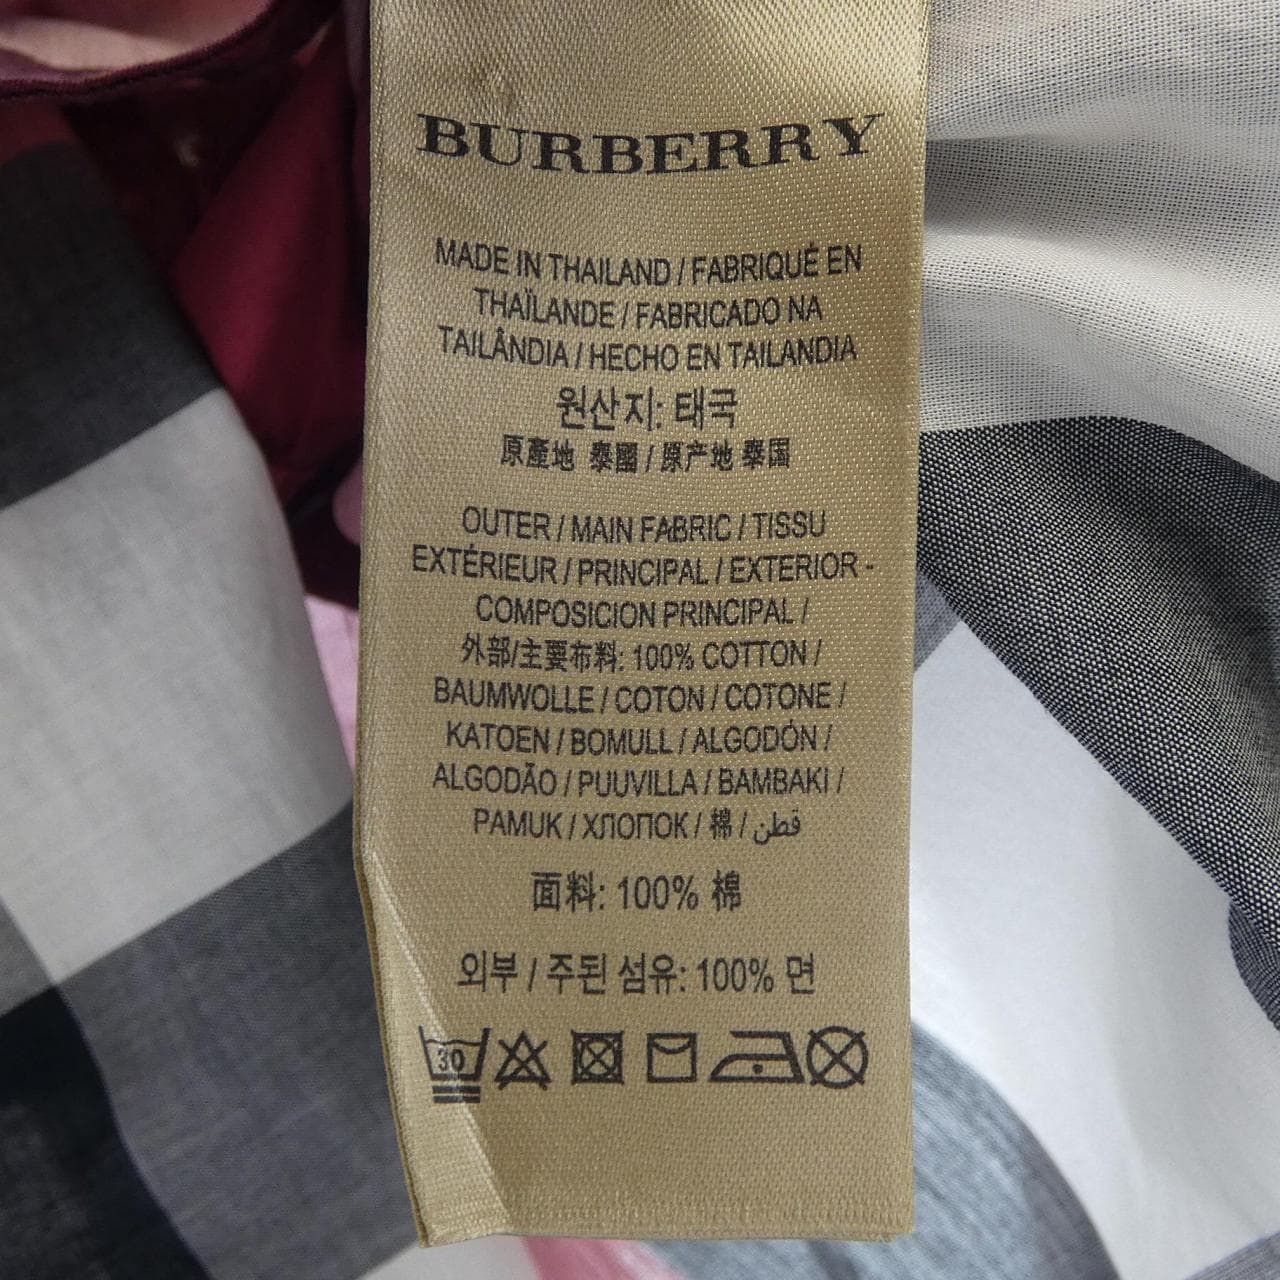 BURBERRY
MADE IN THAILAND / FABRIQUÉ EN
THAÏLANDE / FABRICADO NA
TAILÂNDIA / HECHO EN TAILANDIA
원산지: 태국
原產地 泰國 / 原产地 泰国
OUTER / MAIN FABRIC / TISSU
EXTÉRIEUR / PRINCIPAL / EXTERIOR -
COMPOSICION PRINCIPAL /
外部/主要布料: 100% COTTON /
BAUMWOLLE / COTON / COTONE /
KATOEN / BOMULL / ALGODÓN /
ALGODÃO / PUUVILLA / BAMBAKI /
PAMUK / ХЛОПОК / 棉 / قطن
面料: 100% 棉
외부 / 주된 섬유: 100% 면
30